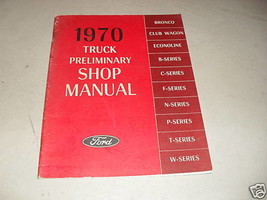 1970
TRUCK
PRELIMINARY
SHOP
MANUAL
Ford
BRONCO
CLUB WAGON
ECONOLINE
B-SERIES
C-SERIES
F-SERIES
N-SERIES
P-SERIES
T-SERIES
W-SERIES